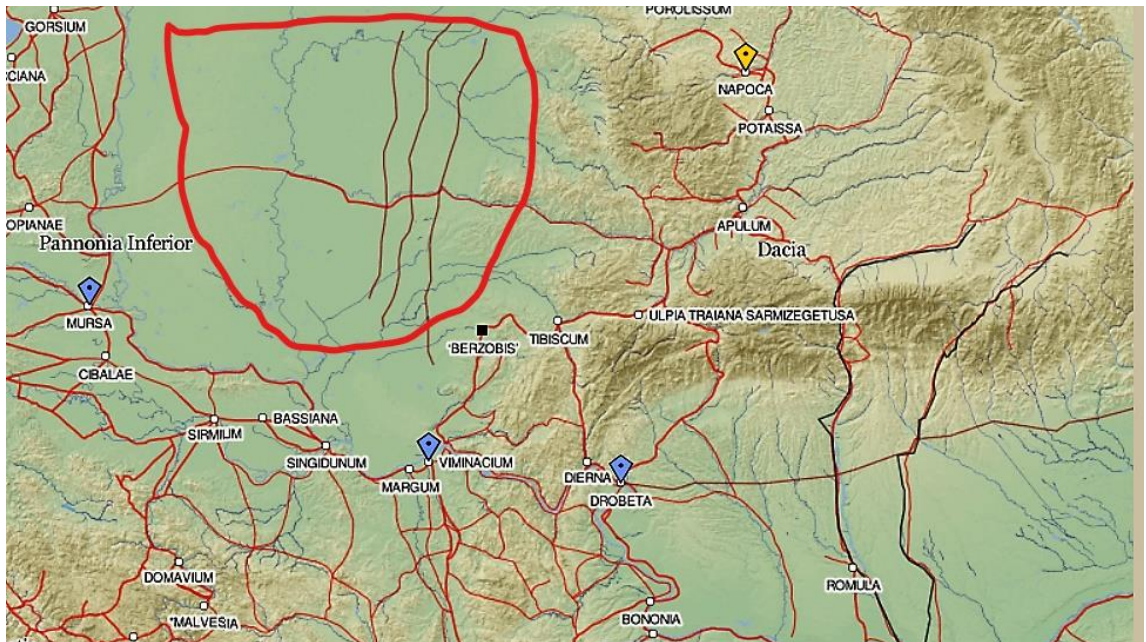 POROLISSUM
GORSIUM
CCIANA
NAPOCA
POTAISSA
OPIANAE
APULUM
Pannonia Inferior
Dacia
MURSA
ULPIA TRAIANA SARMIZEGETUSA
TIBISCUM
'BERZOBIS'
CIBALAE
BASSIANA
SIRMIUM
SINGIDUNUM
VIMINACIUM
MARGUM
DIERNA
DROBETA
DOMAVIUM
ROMULA
*MALVESIA
BONONIA